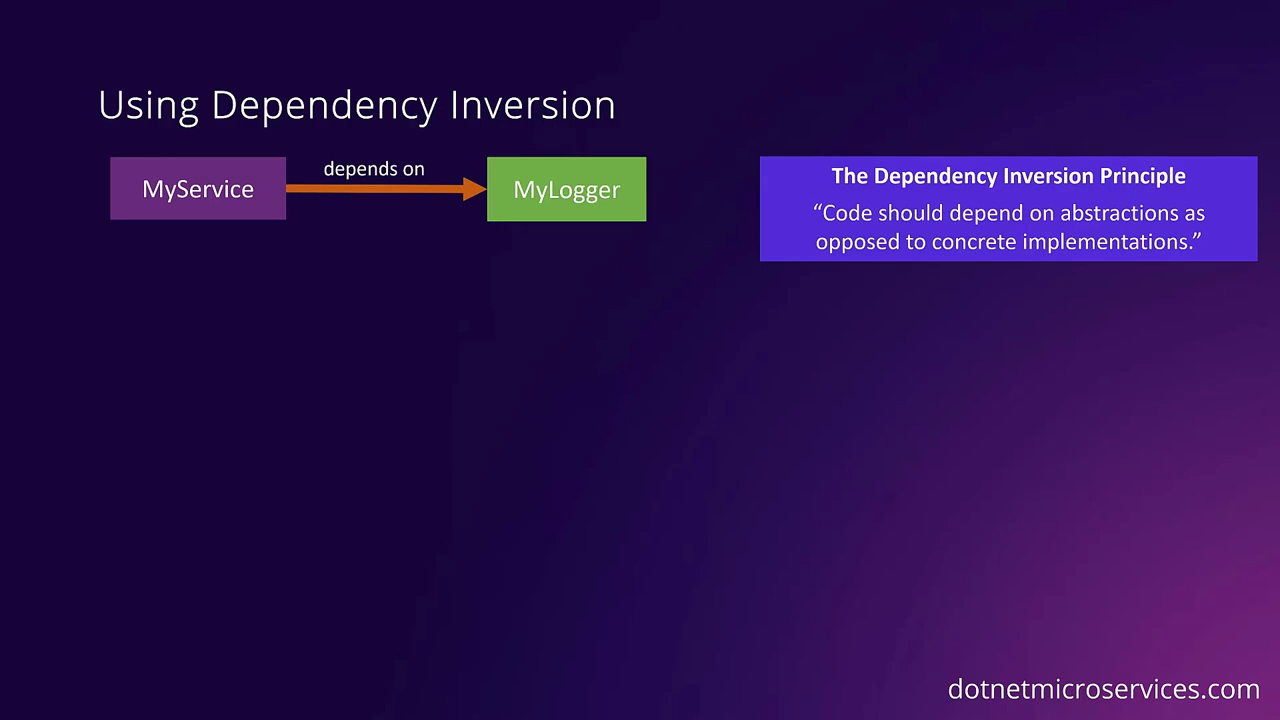 Using Dependency Inversion
MyService
depends on
MyLogger
The Dependency Inversion Principle
“Code should depend on abstractions as
opposed to concrete implementations.”
dotnetmicroservices.com